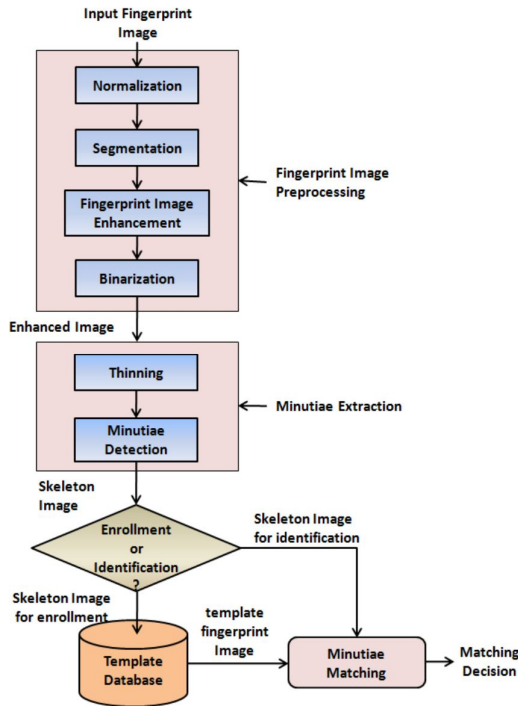 Input Fingerprint
Image
Normalization
Segmentation
Fingerprint Image
Enhancement
Binarization
Fingerprint Image
Preprocessing
Enhanced Image
Thinning
Minutiae
Detection
Minutiae Extraction
Skeleton
Image
Enrollment
or
Identification
?
Skeleton Image
for identification
Skeleton Image
for enrollment
Template
Database
template
fingerprint
Image
Minutiae
Matching
Matching
Decision